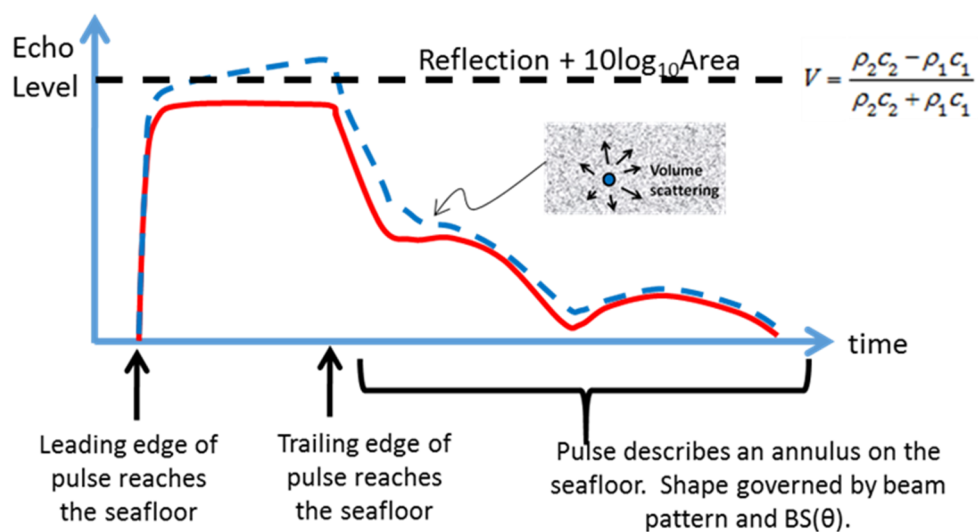 Echo
Level
Reflection + 10log₁₀Area
V = (ρ₂c₂ − ρ₁c₁) / (ρ₂c₂ + ρ₁c₁)
Volume
scattering
time
Leading edge of
pulse reaches
the seafloor
Trailing edge of
pulse reaches
the seafloor
Pulse describes an annulus on the
seafloor. Shape governed by beam
pattern and BS(θ).